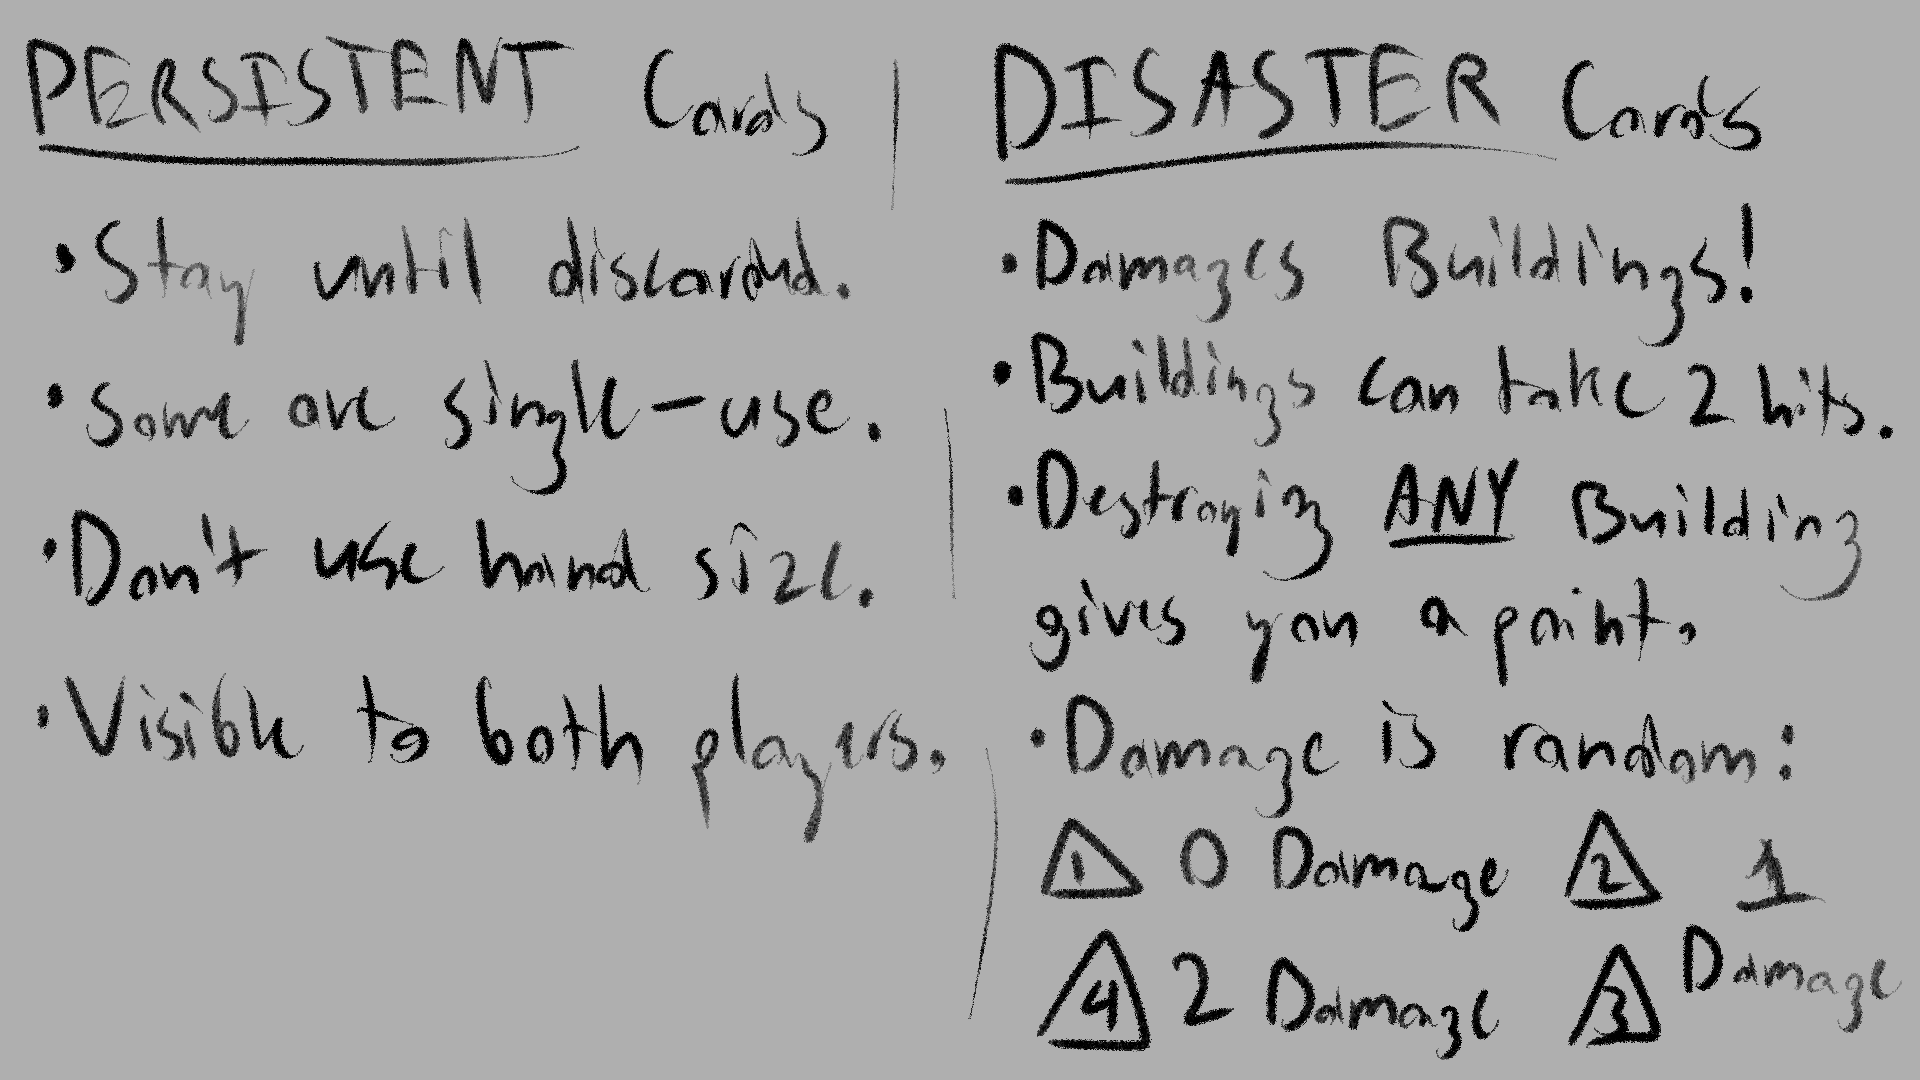 PERSISTENT Cards
• Stay until discarded.
• Some are single-use.
• Don't use hand size.
• Visible to both players.
DISASTER Cards
• Damages Buildings!
• Buildings can take 2 hits.
• Destroying ANY Building
gives you a point.
• Damage is random:
1 0 Damage 2 1
4 2 Damage 3 Damage